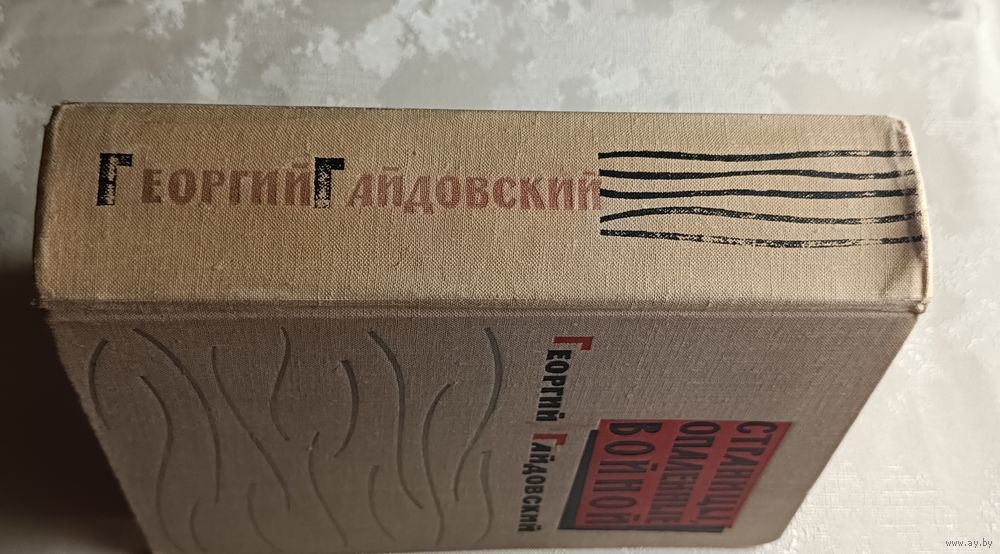 ГЕОРГИЙ ГАЙДОВСКИЙ
ГЕОРГИЙ ГАЙДОВСКИЙ
СТРАНИЦЫ,
ОПАЛЕННЫЕ
ВОЙНОЙ
www.ay.by